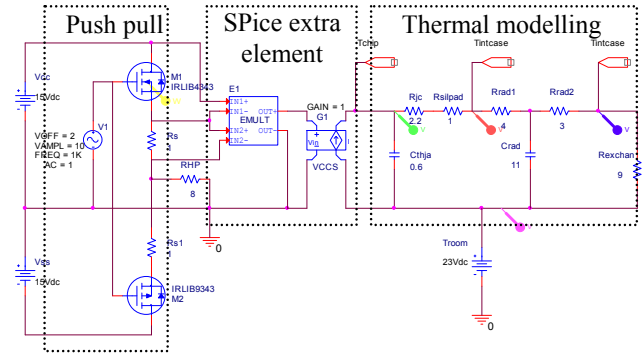 Push pull
SPice extra
element
Thermal modelling
Tchip
Tintcase
Tintcase
Vdc
15Vdc
M1
IRLIB4343
V1
VOFF = 2
VAMPL = 10
FREQ = 1K
AC = 1
Rs
1
RHP
8
Rs1
1
Vss
15Vdc
IRLIB9343
M2
E1
IN1+
IN1-
OUT+
EMULT
IN2+
OUT-
IN2-
GAIN = 1
G1
Vin
VCCS
0
Rjc
2.2
Rsilpad
1
Rrad1
4
Rrad2
3
Cthja
0.6
Crad
11
Rexchan
9
Troom
23Vdc
0